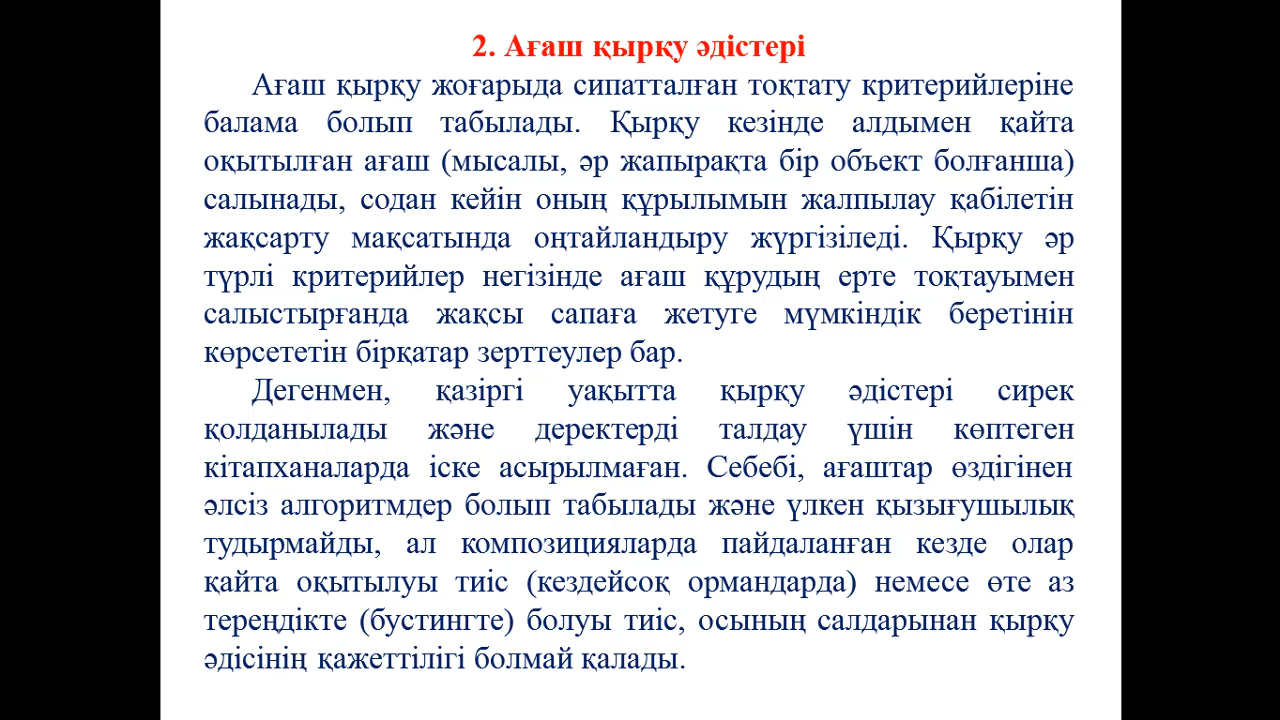 2. Ағаш қырқу әдістері
Ағаш қырқу жоғарыда сипатталған тоқтату критерийлеріне
балама болып табылады. Қырқу кезінде алдымен қайта
оқытылған ағаш (мысалы, әр жапырақта бір объект болғанша)
салынады, содан кейін оның құрылымын жалпылау қабілетін
жақсарту мақсатында оңтайландыру жүргізіледі. Қырқу әр
түрлі критерийлер негізінде ағаш құрудың ерте тоқтауымен
салыстырғанда жақсы сапаға жетуге мүмкіндік беретінін
көрсететін бірқатар зерттеулер бар.
Дегенмен, қазіргі уақытта қырқу әдістері сирек
қолданылады және деректерді талдау үшін көптеген
кітапханаларда іске асырылмаған. Себебі, ағаштар өздігінен
әлсіз алгоритмдер болып табылады және үлкен қызығушылық
тудырмайды, ал композицияларда пайдаланған кезде олар
қайта оқытылуы тиіс (кездейсоқ ормандарда) немесе өте аз
тереңдікте (бустингте) болуы тиіс, осының салдарынан қырқу
әдісінің қажеттілігі болмай қалады.